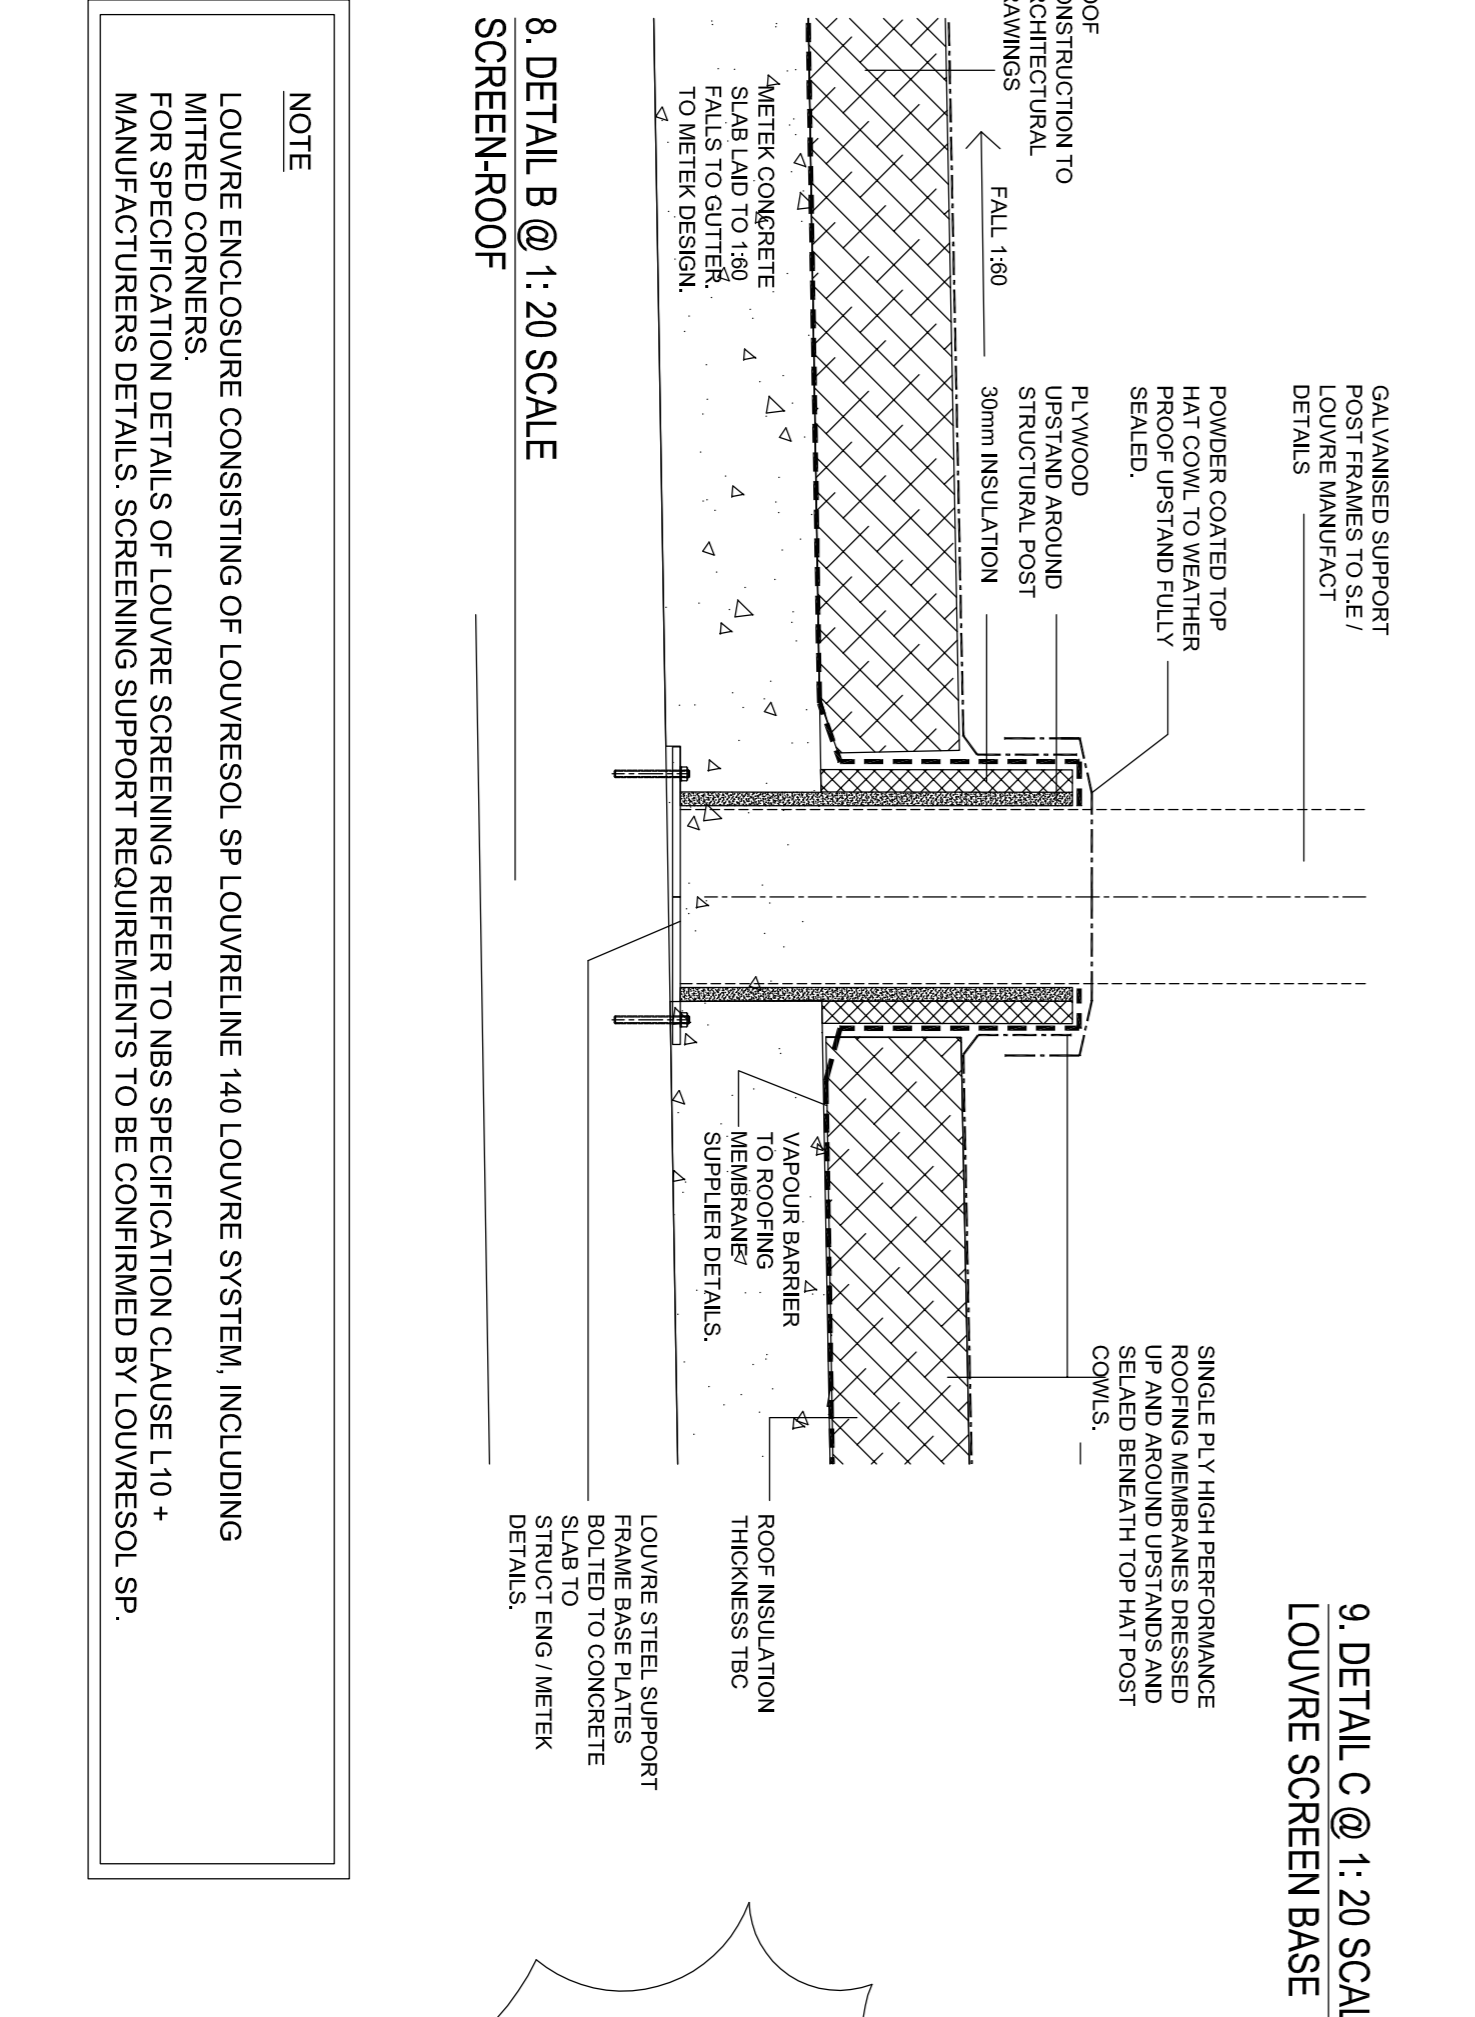 GALVANISED SUPPORT
POST FRAMES TO S.E /
LOUVRE MANUFACT
DETAILS
POWDER COATED TOP
HAT COWL TO WEATHER
PROOF UPSTAND FULLY
SEALED.
PLYWOOD
UPSTAND AROUND
STRUCTURAL POST
30mm INSULATION
FALL 1:60
OOF
ONSTRUCTION TO
RCHITECTURAL
RAWINGS
METEK CONCRETE
SLAB LAID TO 1:60
FALLS TO GUTTER.
TO METEK DESIGN.
VAPOUR BARRIER
TO ROOFING
MEMBRANE
SUPPLIER DETAILS.
SINGLE PLY HIGH PERFORMANCE
ROOFING MEMBRANES DRESSED
UP AND AROUND UPSTANDS AND
SELAED BENEATH TOP HAT POST
COWLS.
ROOF INSULATION
THICKNESS TBC
LOUVRE STEEL SUPPORT
FRAME BASE PLATES
BOLTED TO CONCRETE
SLAB TO
STRUCT ENG / METEK
DETAILS.
9. DETAIL C @ 1: 20 SCAL
LOUVRE SCREEN BASE
8. DETAIL B @ 1: 20 SCALE
SCREEN-ROOF
NOTE
LOUVRE ENCLOSURE CONSISTING OF LOUVRESOL SP LOUVRELINE 140 LOUVRE SYSTEM, INCLUDING
MITRED CORNERS.
FOR SPECIFICATION DETAILS OF LOUVRE SCREENING REFER TO NBS SPECIFICATION CLAUSE L10 +
MANUFACTURERS DETAILS. SCREENING SUPPORT REQUIREMENTS TO BE CONFIRMED BY LOUVRESOL SP.